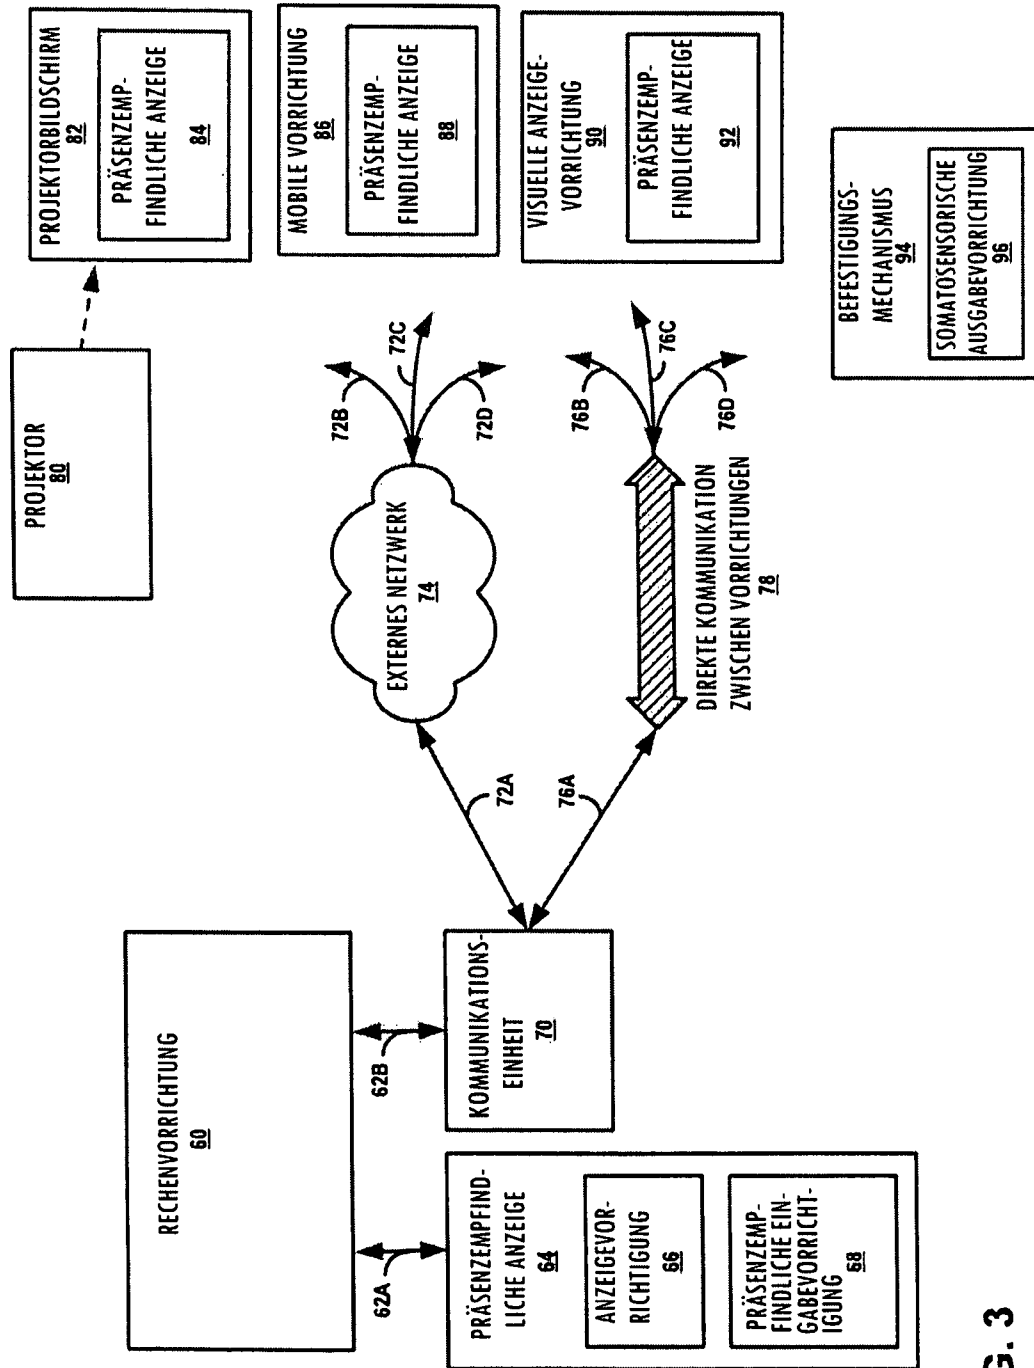 RECHENVORRICHTUNG
60
62A
62B
PRÄSENZEMPFIND-
LICHE ANZEIGE
64
ANZEIGEVOR-
RICHTIGUNG
66
PRÄSENZEMP-
FINDLICHE EIN-
GABEVORRICHT-
IGUNG
68
KOMMUNIKATIONS-
EINHEIT
70
72A
76A
EXTERNES NETZWERK
74
72B
72C
72D
DIREKTE KOMMUNIKATION
ZWISCHEN VORRICHTUNGEN
78
76B
76C
76D
PROJEKTOR
80
PROJEKTORBILDSCHIRM
82
PRÄSENZEMP-
FINDLICHE ANZEIGE
84
MOBILE VORRICHTUNG
86
PRÄSENZEMP-
FINDLICHE ANZEIGE
88
VISUELLE ANZEIGE-
VORRICHTUNG
90
PRÄSENZEMP-
FINDLICHE ANZEIGE
92
BEFESTIGUNGS-
MECHANISMUS
94
SOMATOSENSORISCHE
AUSGABEVORRICHTUNG
96
G. 3